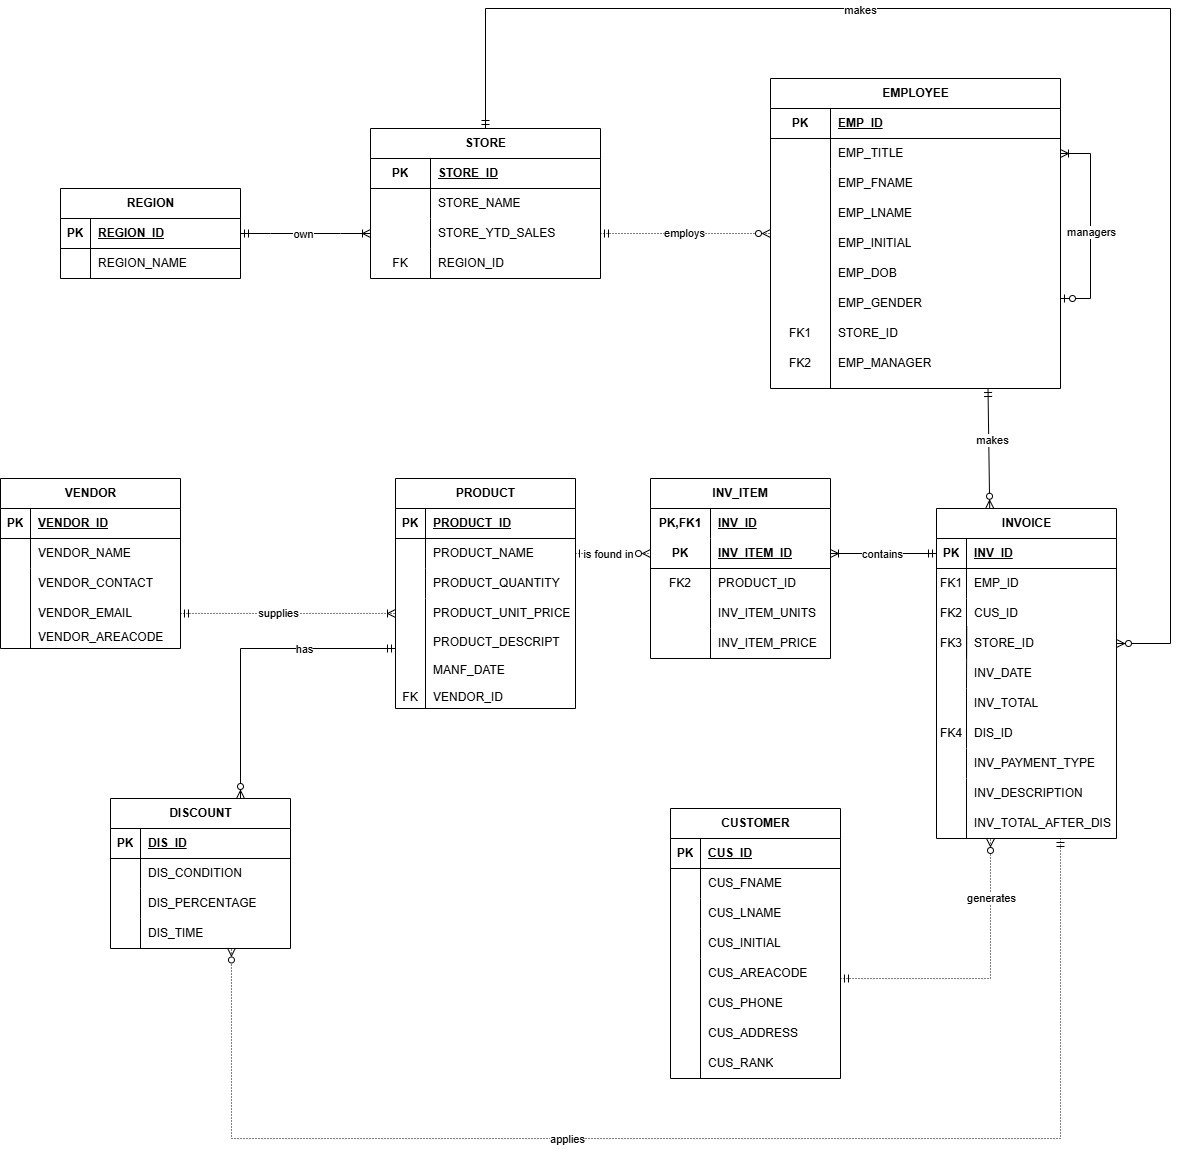 makes
EMPLOYEE
PK EMP_ID
EMP_TITLE
EMP_FNAME
EMP_LNAME
EMP_INITIAL
EMP_DOB
EMP_GENDER
FK1 STORE_ID
FK2 EMP_MANAGER
managers
STORE
PK STORE_ID
STORE_NAME
STORE_YTD_SALES
FK REGION_ID
employs
REGION
PK REGION_ID
REGION_NAME
own
makes
VENDOR
PK VENDOR_ID
VENDOR_NAME
VENDOR_CONTACT
VENDOR_EMAIL
VENDOR_AREACODE
supplies
PRODUCT
PK PRODUCT_ID
PRODUCT_NAME
PRODUCT_QUANTITY
PRODUCT_UNIT_PRICE
PRODUCT_DESCRIPT
MANF_DATE
FK VENDOR_ID
is found in
INV_ITEM
PK,FK1 INV_ID
PK INV_ITEM_ID
FK2 PRODUCT_ID
INV_ITEM_UNITS
INV_ITEM_PRICE
contains
INVOICE
PK INV_ID
FK1 EMP_ID
FK2 CUS_ID
FK3 STORE_ID
INV_DATE
INV_TOTAL
FK4 DIS_ID
INV_PAYMENT_TYPE
INV_DESCRIPTION
INV_TOTAL_AFTER_DIS
has
DISCOUNT
PK DIS_ID
DIS_CONDITION
DIS_PERCENTAGE
DIS_TIME
CUSTOMER
PK CUS_ID
CUS_FNAME
CUS_LNAME
CUS_INITIAL
CUS_AREACODE
CUS_PHONE
CUS_ADDRESS
CUS_RANK
generates
applies